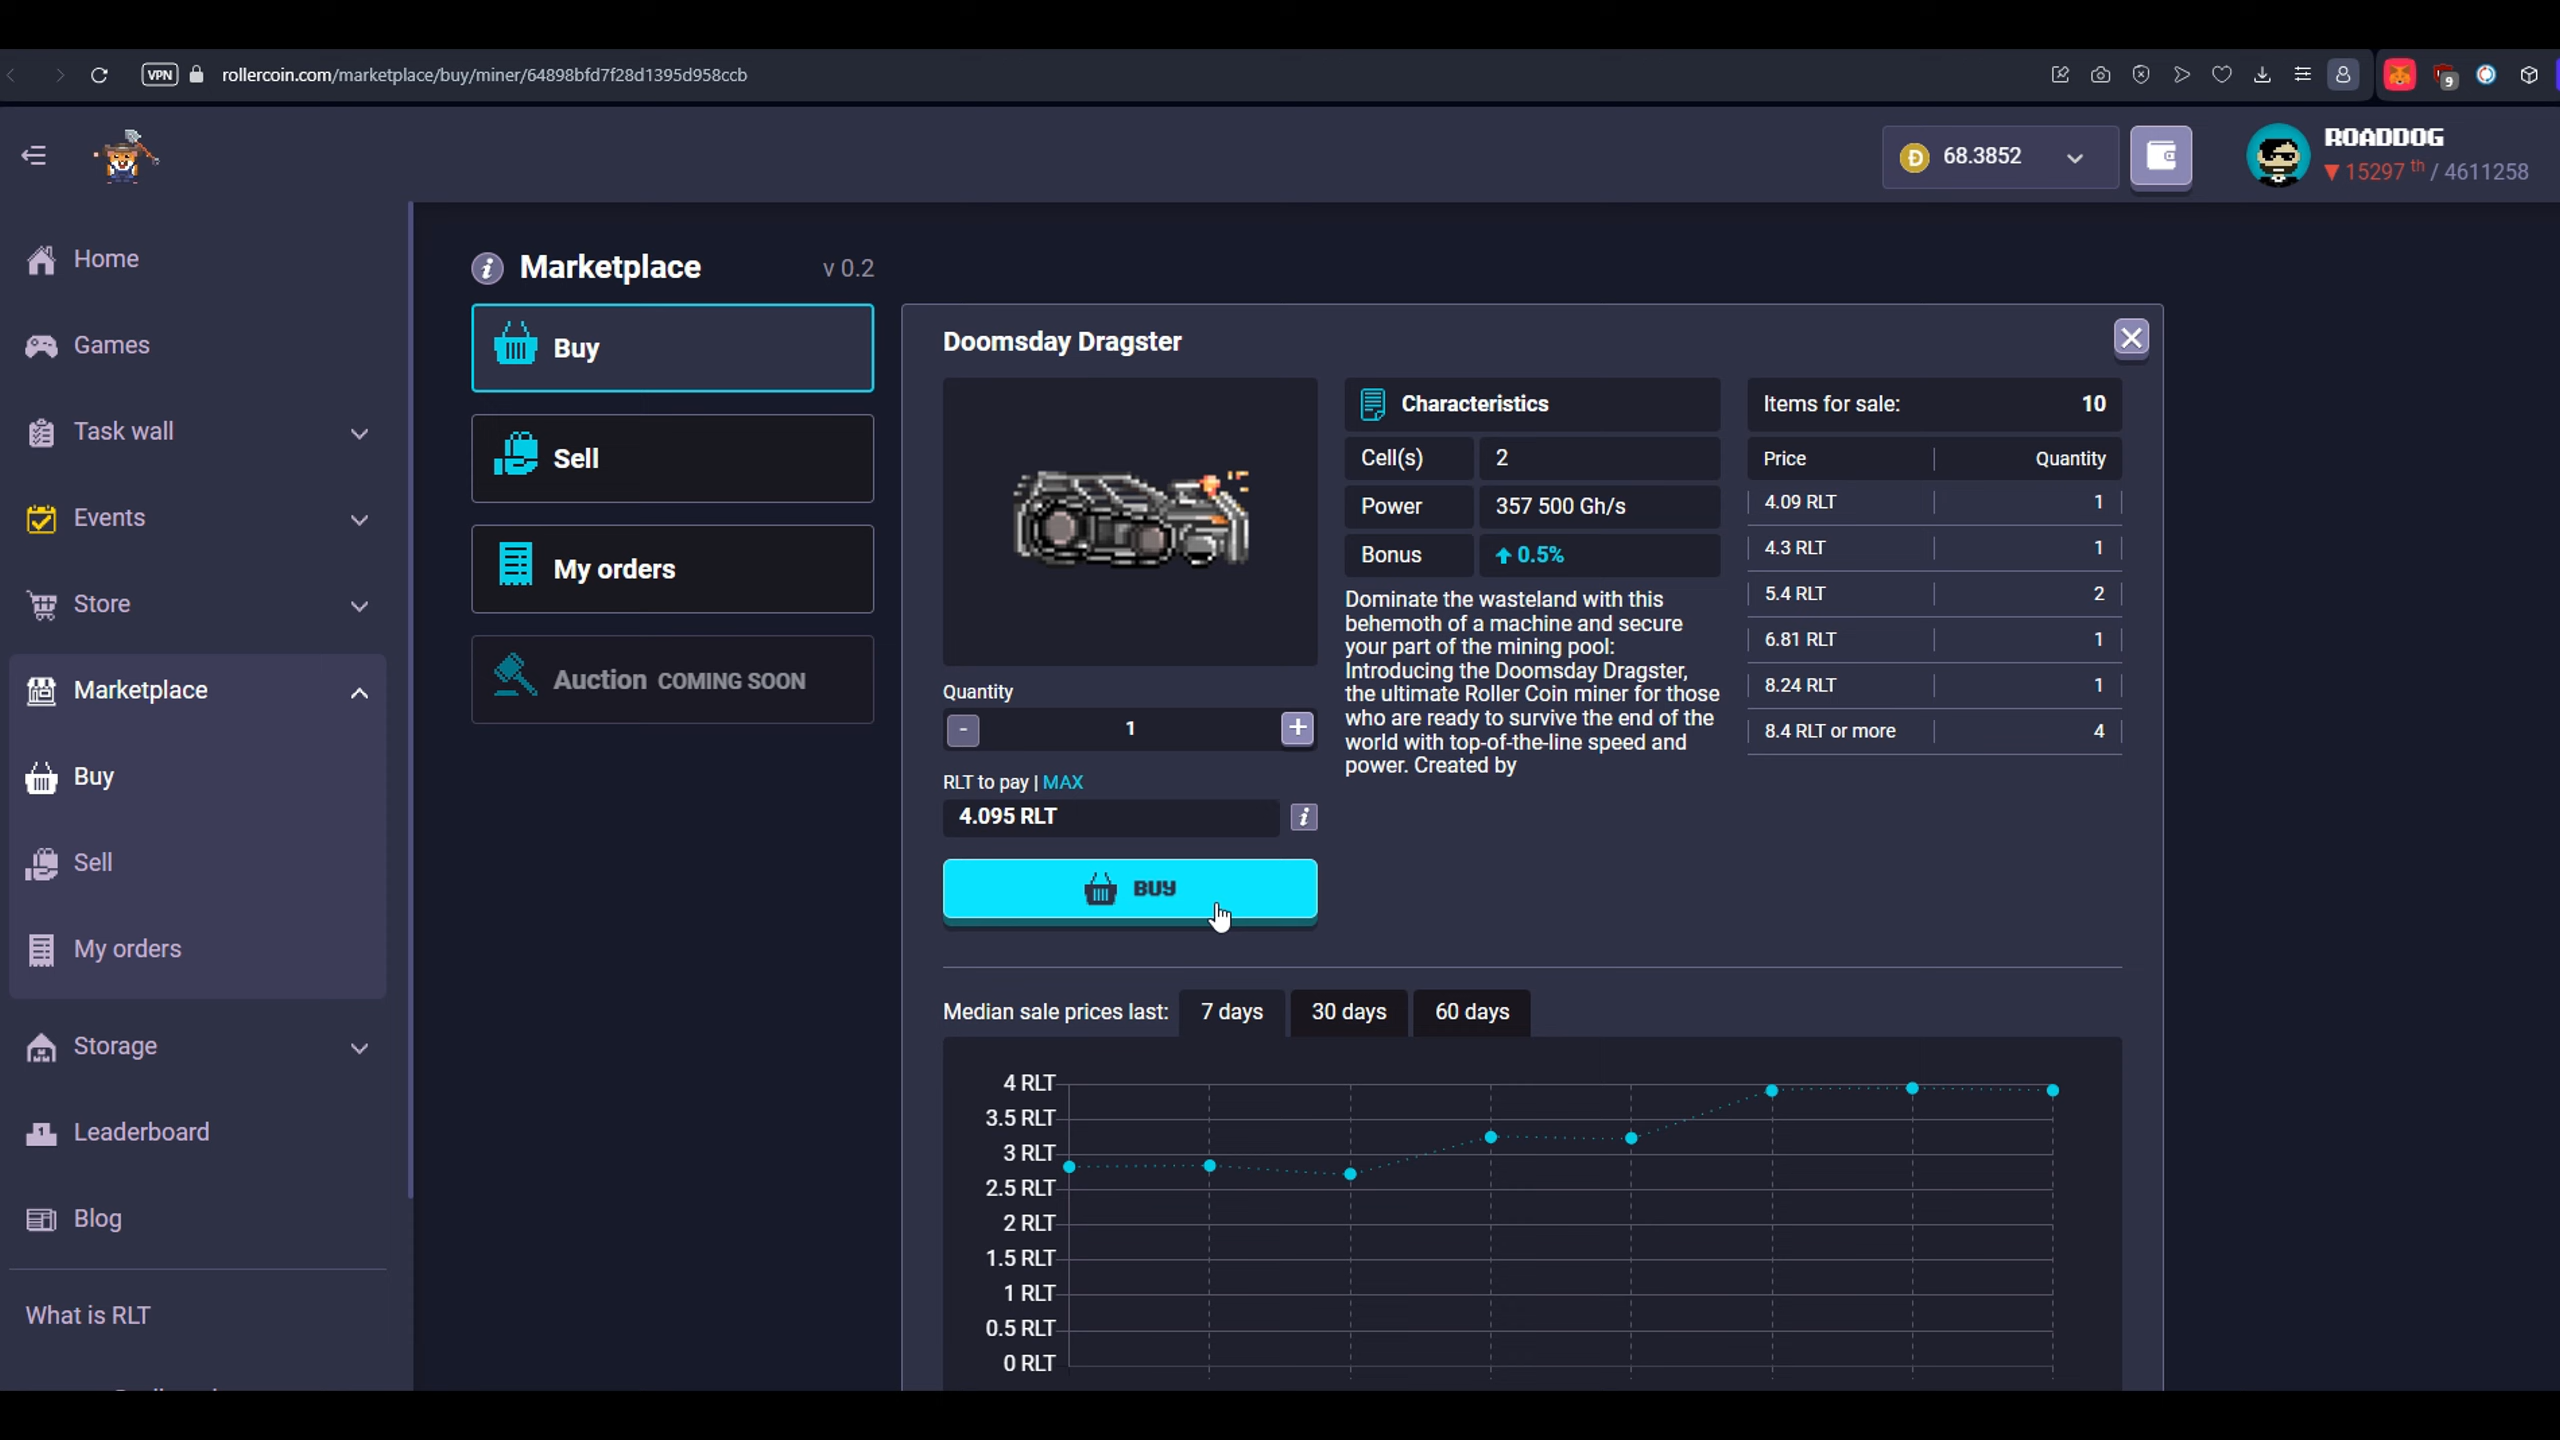 VPN rollercoin.com/marketplace/buy/miner/64898bfd7f28d1395d958ccb
9
68.3852
ROADDOG
15297 th / 4611258
Home
Games
Task wall
Events
Store
Marketplace
Buy
Sell
My orders
Storage
Leaderboard
Blog
What is RLT
Marketplace v 0.2
Buy
Sell
My orders
Auction COMING SOON
Doomsday Dragster
Quantity
- 1 +
RLT to pay | MAX
4.095 RLT
BUY
Characteristics
Cell(s) 2
Power 357 500 Gh/s
Bonus 0.5%
Dominate the wasteland with this
behemoth of a machine and secure
your part of the mining pool:
Introducing the Doomsday Dragster,
the ultimate Roller Coin miner for those
who are ready to survive the end of the
world with top-of-the-line speed and
power. Created by
Items for sale: 10
Price Quantity
4.09 RLT 1
4.3 RLT 1
5.4 RLT 2
6.81 RLT 1
8.24 RLT 1
8.4 RLT or more 4
Median sale prices last: 7 days 30 days 60 days
4 RLT
3.5 RLT
3 RLT
2.5 RLT
2 RLT
1.5 RLT
1 RLT
0.5 RLT
0 RLT